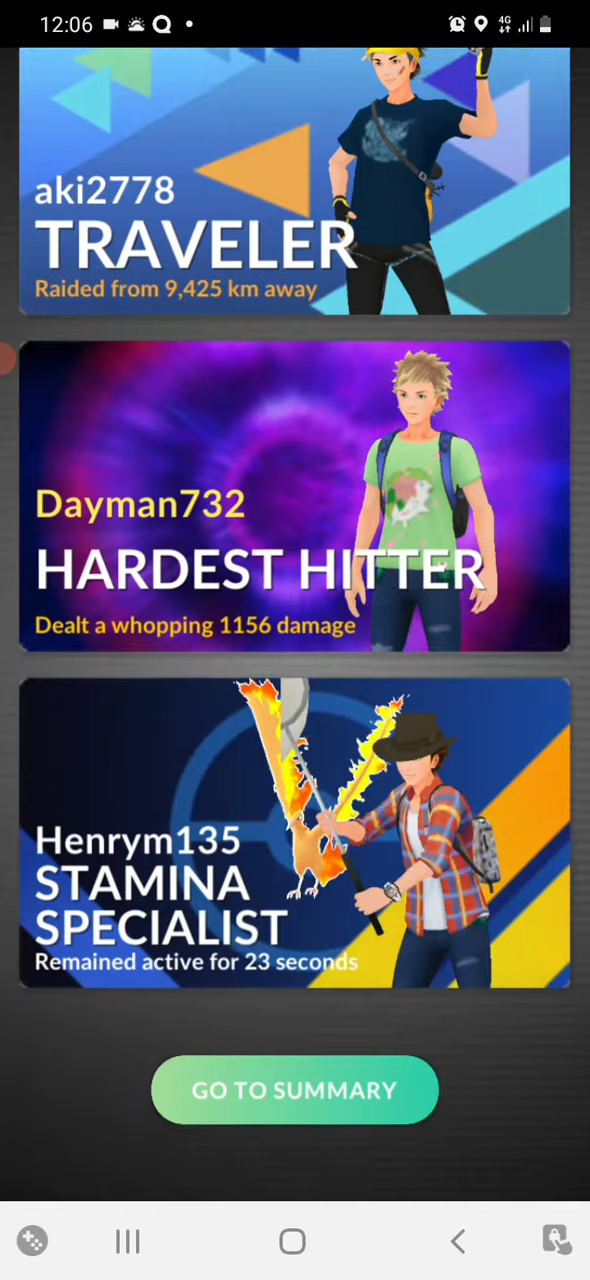 12:06
4G
aki2778
TRAVELER
Raided from 9,425 km away
Dayman732
HARDEST HITTER
Dealt a whopping 1156 damage
Henrym135
STAMINA
SPECIALIST
Remained active for 23 seconds
GO TO SUMMARY